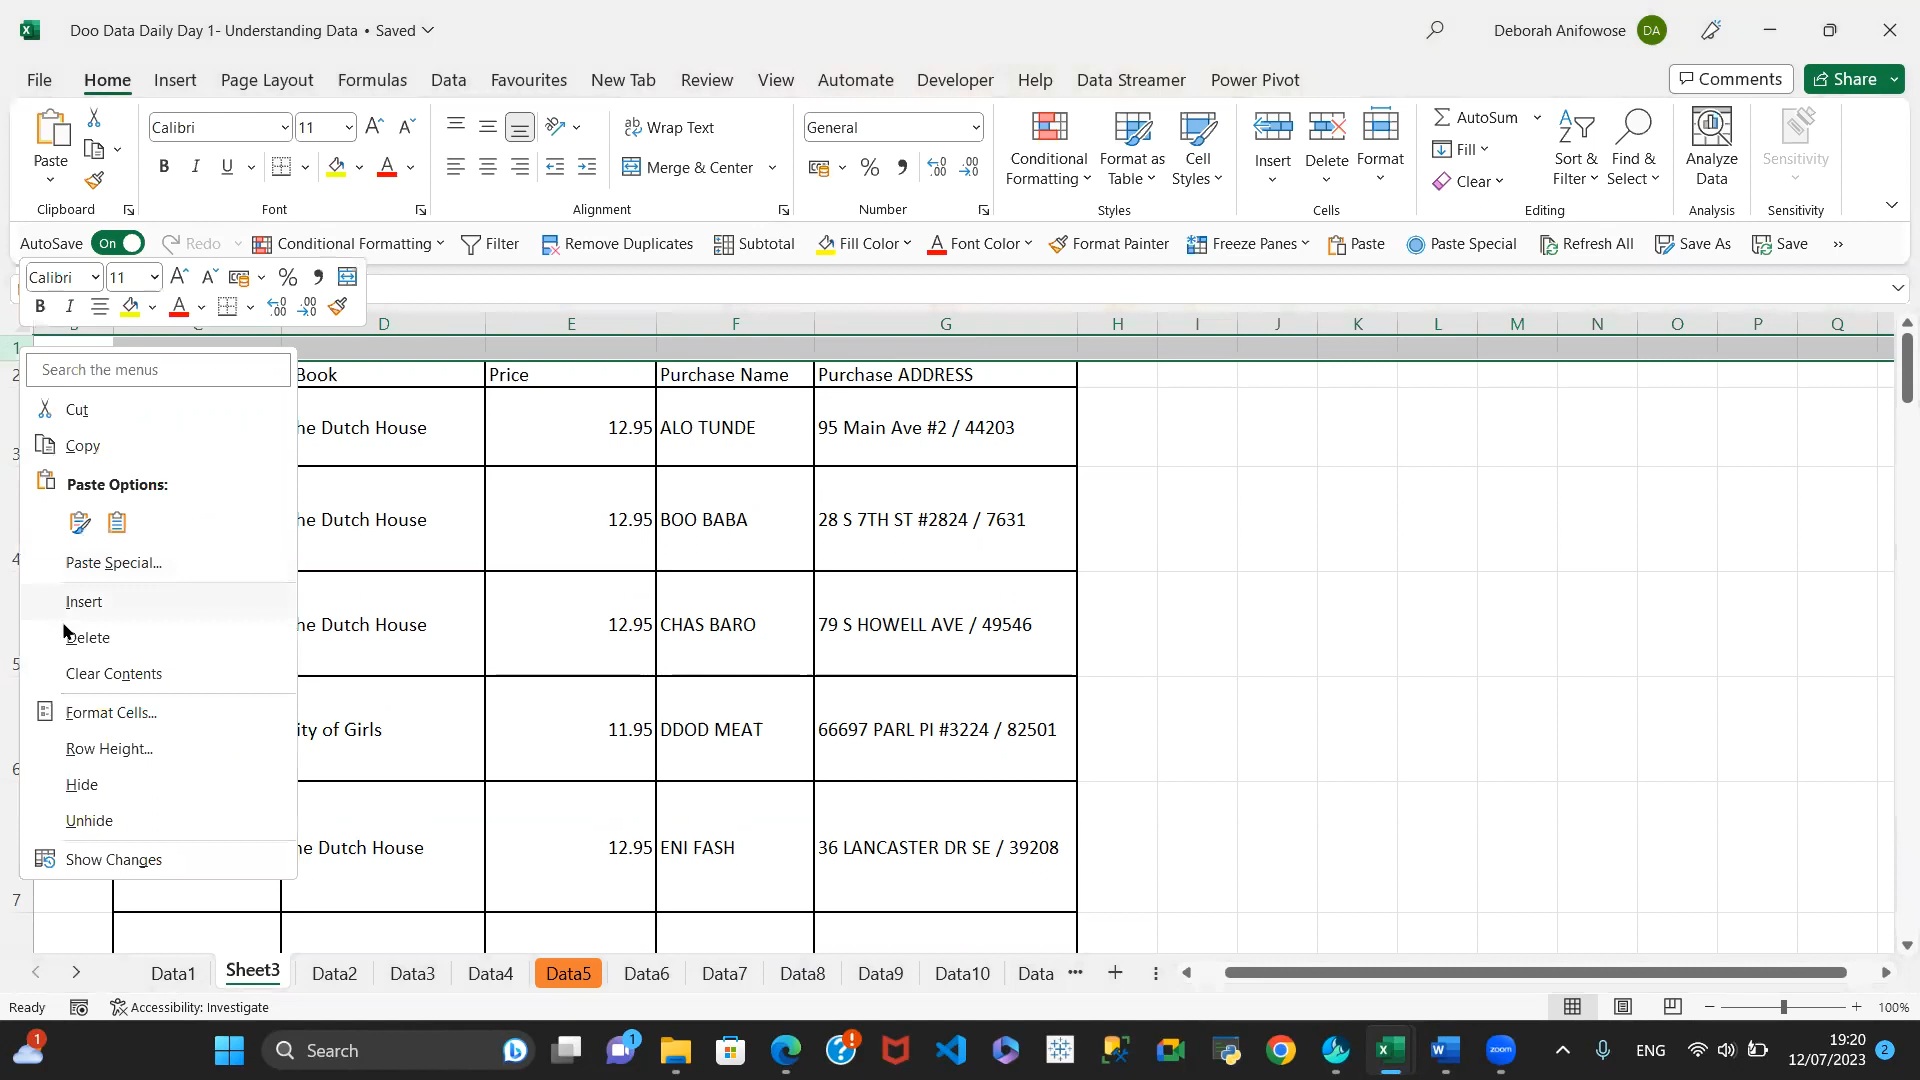 Doo Data Daily Day 1- Understanding Data • Saved
Deborah Anifowose DA
File Home Insert Page Layout Formulas Data Favourites New Tab Review View Automate Developer Help Data Streamer Power Pivot Comments Share
Paste
Clipboard
Calibri 11
B I U A
Font
Wrap Text
Merge & Center
Alignment
General
Number
Conditional Formatting
Format as Table
Cell Styles
Styles
Insert Delete Format
Cells
AutoSum
Fill
Clear
Sort & Filter
Find & Select
Editing
Analyze Data
Analysis
Sensitivity
Sensitivity
AutoSave On Redo Conditional Formatting Filter Remove Duplicates Subtotal Fill Color Font Color Format Painter Freeze Panes Paste Paste Special Refresh All Save As Save
Calibri 11 A A % ,
B I A
D E F G H I J K L M N O P Q
1
2 Book Price Purchase Name Purchase ADDRESS
he Dutch House 12.95 ALO TUNDE 95 Main Ave #2 / 44203
he Dutch House 12.95 BOO BABA 28 S 7TH ST #2824 / 7631
he Dutch House 12.95 CHAS BARO 79 S HOWELL AVE / 49546
ity of Girls 11.95 DDOD MEAT 66697 PARL PI #3224 / 82501
he Dutch House 12.95 ENI FASH 36 LANCASTER DR SE / 39208
7
Search the menus
Cut
Copy
Paste Options:
Paste Special...
Insert
Delete
Clear Contents
Format Cells...
Row Height...
Hide
Unhide
Show Changes
Data1 Sheet3 Data2 Data3 Data4 Data5 Data6 Data7 Data8 Data9 Data10 Data ...
Ready Accessibility: Investigate 100%
1 Search 1 zoom ENG 19:20
12/07/2023 2